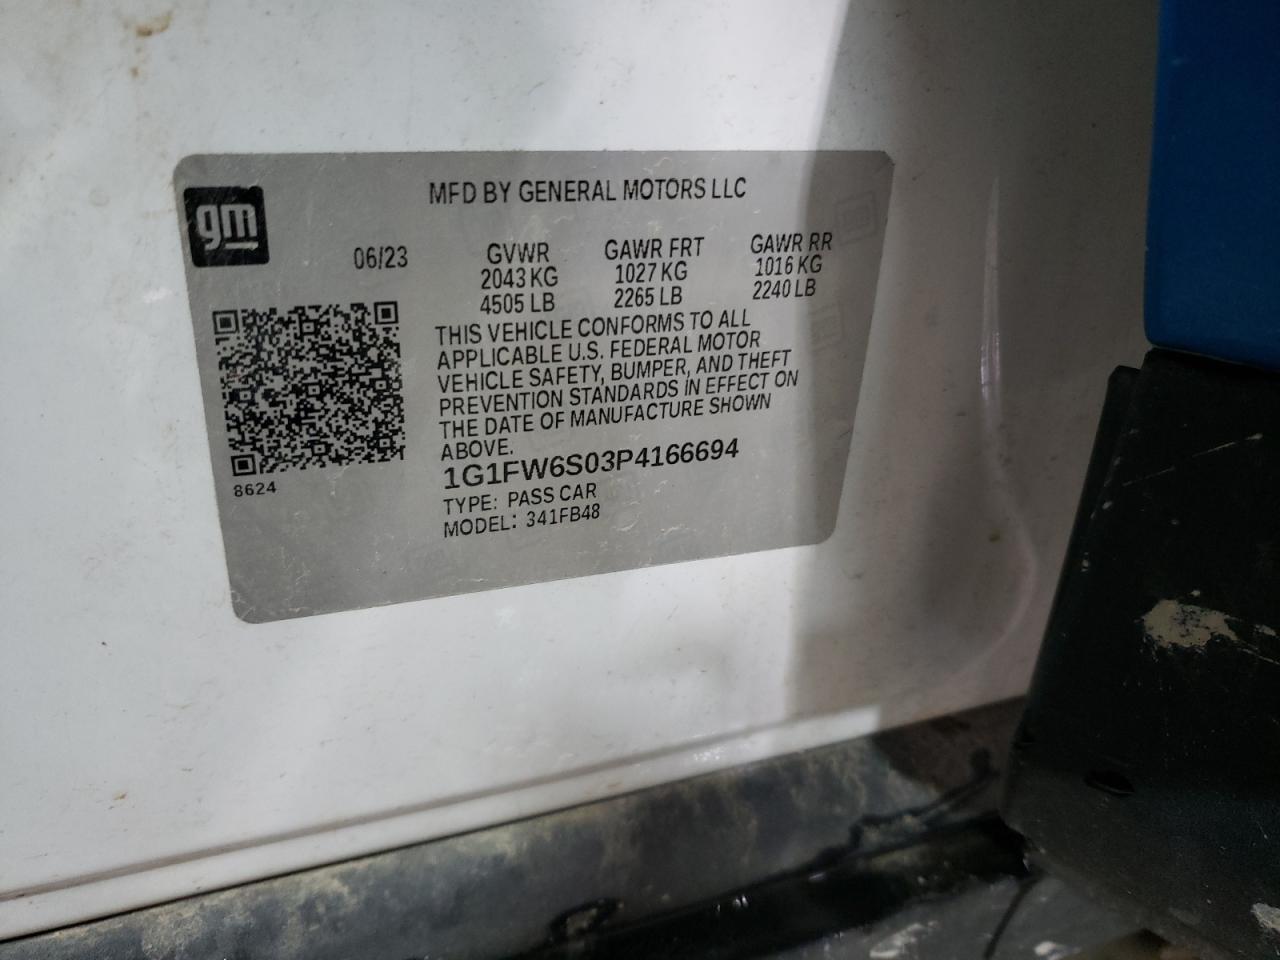 gm
MFD BY GENERAL MOTORS LLC
06/23 GVWR GAWR FRT GAWR RR
2043 KG 1027 KG 1016 KG
4505 LB 2265 LB 2240 LB
THIS VEHICLE CONFORMS TO ALL
APPLICABLE U.S. FEDERAL MOTOR
VEHICLE SAFETY, BUMPER, AND THEFT
PREVENTION STANDARDS IN EFFECT ON
THE DATE OF MANUFACTURE SHOWN
ABOVE.
1G1FW6S03P4166694
8624
TYPE: PASS CAR
MODEL: 341FB48